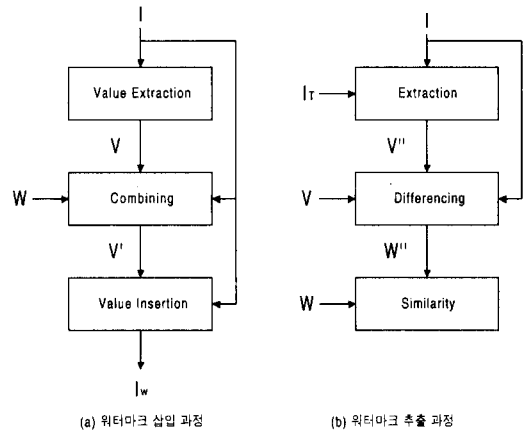 I
Value Extraction
V
W
Combining
V'
Value Insertion
Iw
(a) 워터마크 삽입 과정
I
IT
Extraction
V''
V
Differencing
W''
W
Similarity
(b) 워터마크 추출 과정